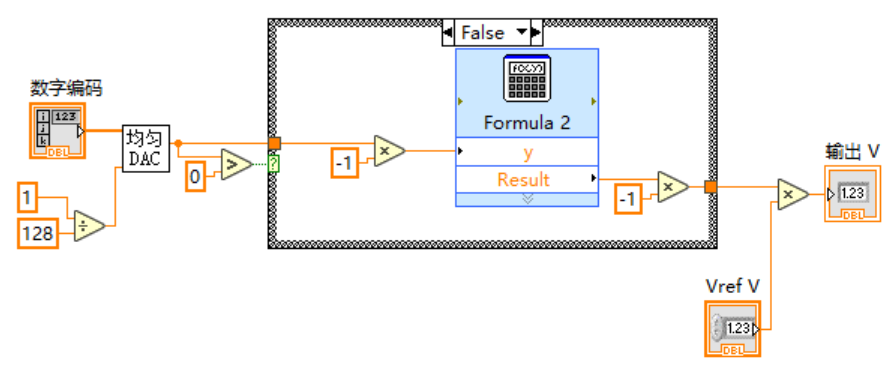 False
数字编码
i
j
k
123
DBL
均匀
DAC
0
>
?
1
128
÷
-1
×
f(x,y)
Formula 2
y
Result
-1
×
×
输出 V
1.23
DBL
Vref V
1.23
DBL